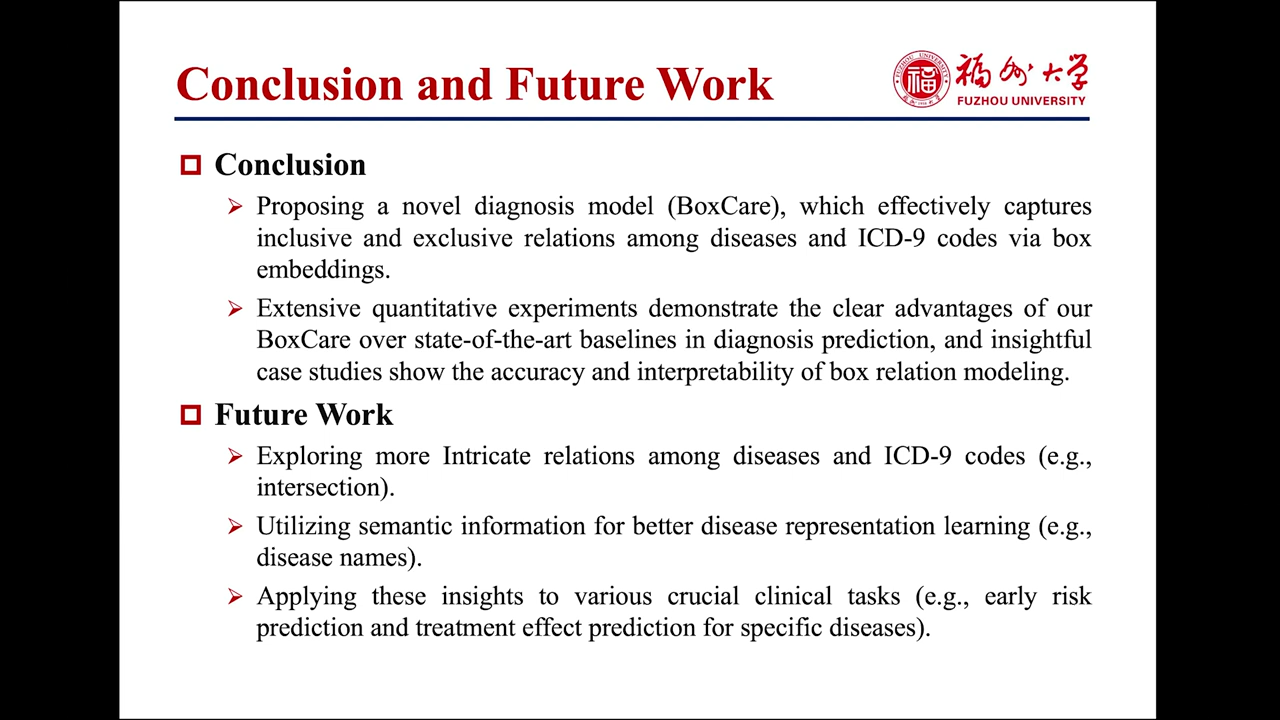 Conclusion and Future Work
福州大学
FUZHOU UNIVERSITY
FUZHOU UNIVERSITY
福
Conclusion
Proposing a novel diagnosis model (BoxCare), which effectively captures
inclusive and exclusive relations among diseases and ICD-9 codes via box
embeddings.
Extensive quantitative experiments demonstrate the clear advantages of our
BoxCare over state-of-the-art baselines in diagnosis prediction, and insightful
case studies show the accuracy and interpretability of box relation modeling.
Future Work
Exploring more Intricate relations among diseases and ICD-9 codes (e.g.,
intersection).
Utilizing semantic information for better disease representation learning (e.g.,
disease names).
Applying these insights to various crucial clinical tasks (e.g., early risk
prediction and treatment effect prediction for specific diseases).